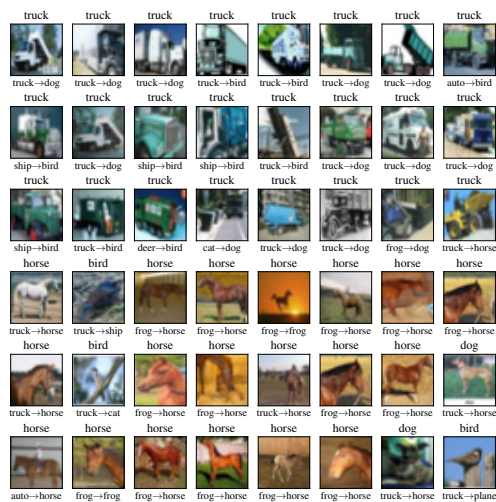 truck truck truck truck truck truck truck truck
truck→dog truck→dog truck→dog truck→bird truck→bird truck→dog truck→dog auto→bird
truck truck truck truck truck truck truck truck
ship→bird truck→dog ship→bird ship→bird truck→bird truck→dog truck→dog truck→dog
truck truck truck truck truck truck truck truck
ship→bird truck→bird deer→bird cat→dog truck→dog truck→dog frog→dog truck→horse
horse bird horse horse horse horse horse horse
truck→horse truck→ship frog→horse frog→horse frog→frog frog→horse frog→horse frog→horse
horse bird horse horse horse horse horse dog
truck→horse truck→cat frog→horse frog→horse truck→horse frog→horse frog→horse truck→horse
horse horse horse horse horse horse dog bird
auto→horse frog→frog frog→horse frog→horse frog→horse frog→horse truck→horse truck→plane